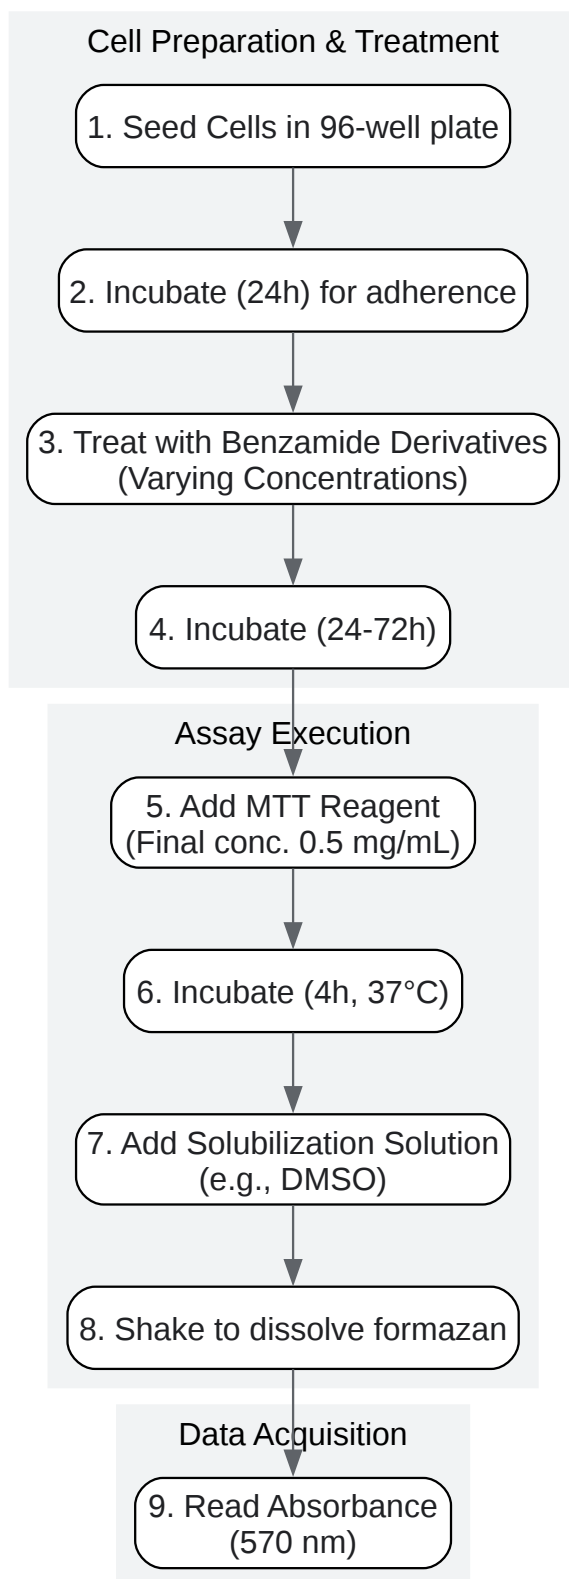 Cell Preparation & Treatment
1. Seed Cells in 96-well plate
2. Incubate (24h) for adherence
3. Treat with Benzamide Derivatives
(Varying Concentrations)
4. Incubate (24-72h)
Assay Execution
5. Add MTT Reagent
(Final conc. 0.5 mg/mL)
6. Incubate (4h, 37°C)
7. Add Solubilization Solution
(e.g., DMSO)
8. Shake to dissolve formazan
Data Acquisition
9. Read Absorbance
(570 nm)